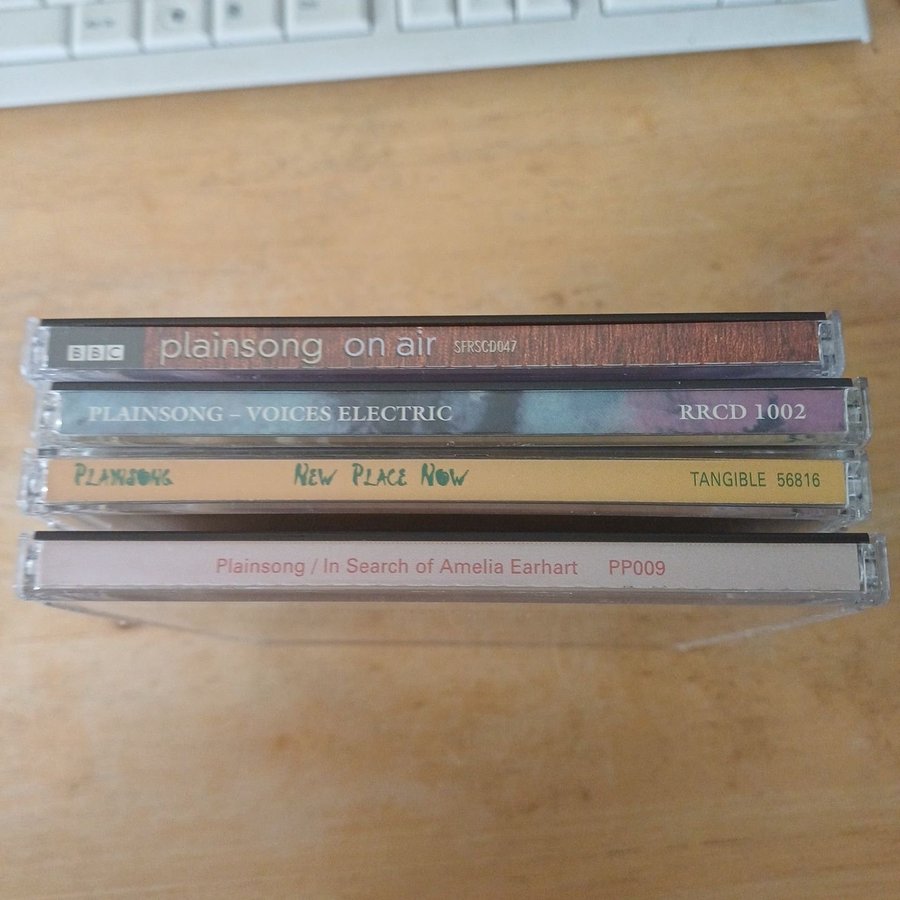 BBC plainsong on air SFRSCD047
PLAINSONG – VOICES ELECTRIC RRCD 1002
PLAINSONG NEW PLACE NOW TANGIBLE 56816
Plainsong / In Search of Amelia Earhart PP009